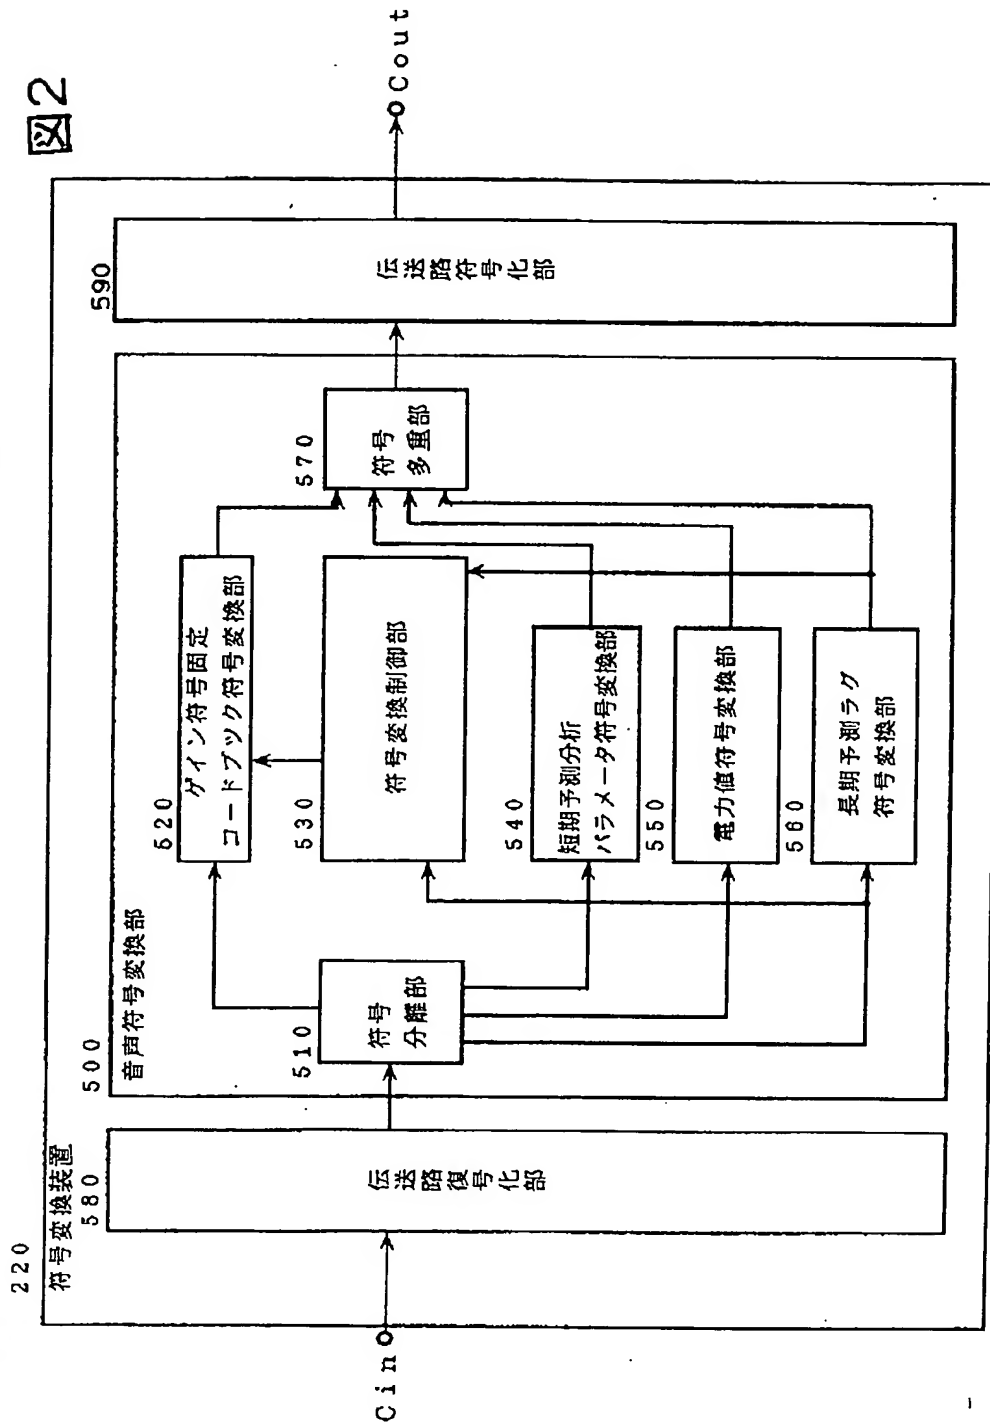 図2
220
符号変換装置
580
伝送路復号化部
Cin
500
音声符号変換部
510
符号
分離部
520
ゲイン符号固定
コードブック符号変換部
530
符号変換制御部
540
短期予測分析
パラメータ符号変換部
550
電力値符号変換部
560
長期予測ラグ
符号変換部
570
符号
多重部
590
伝送路符号化部
Cout